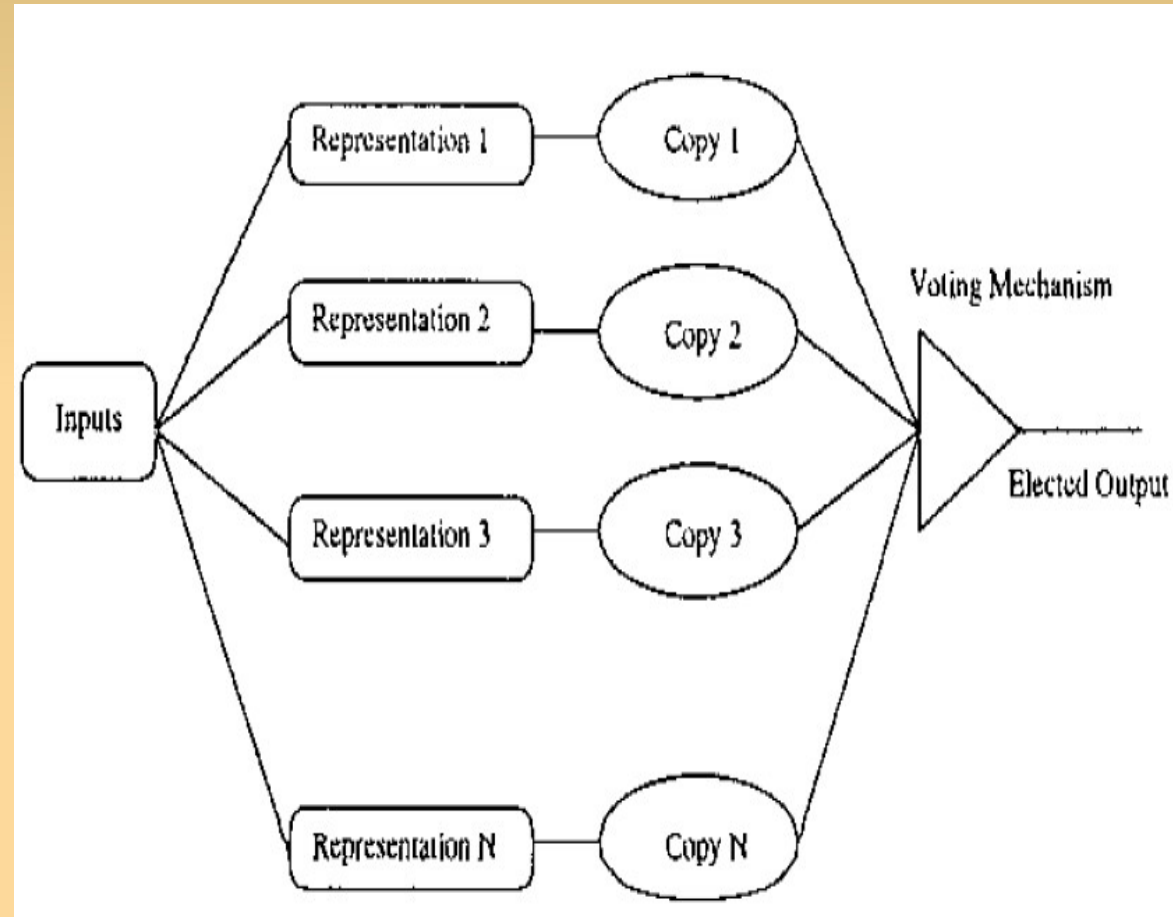 Representation 1
Copy 1
Representation 2
Copy 2
Voting Mechanism
Inputs
Elected Output
Representation 3
Copy 3
Representation N
Copy N